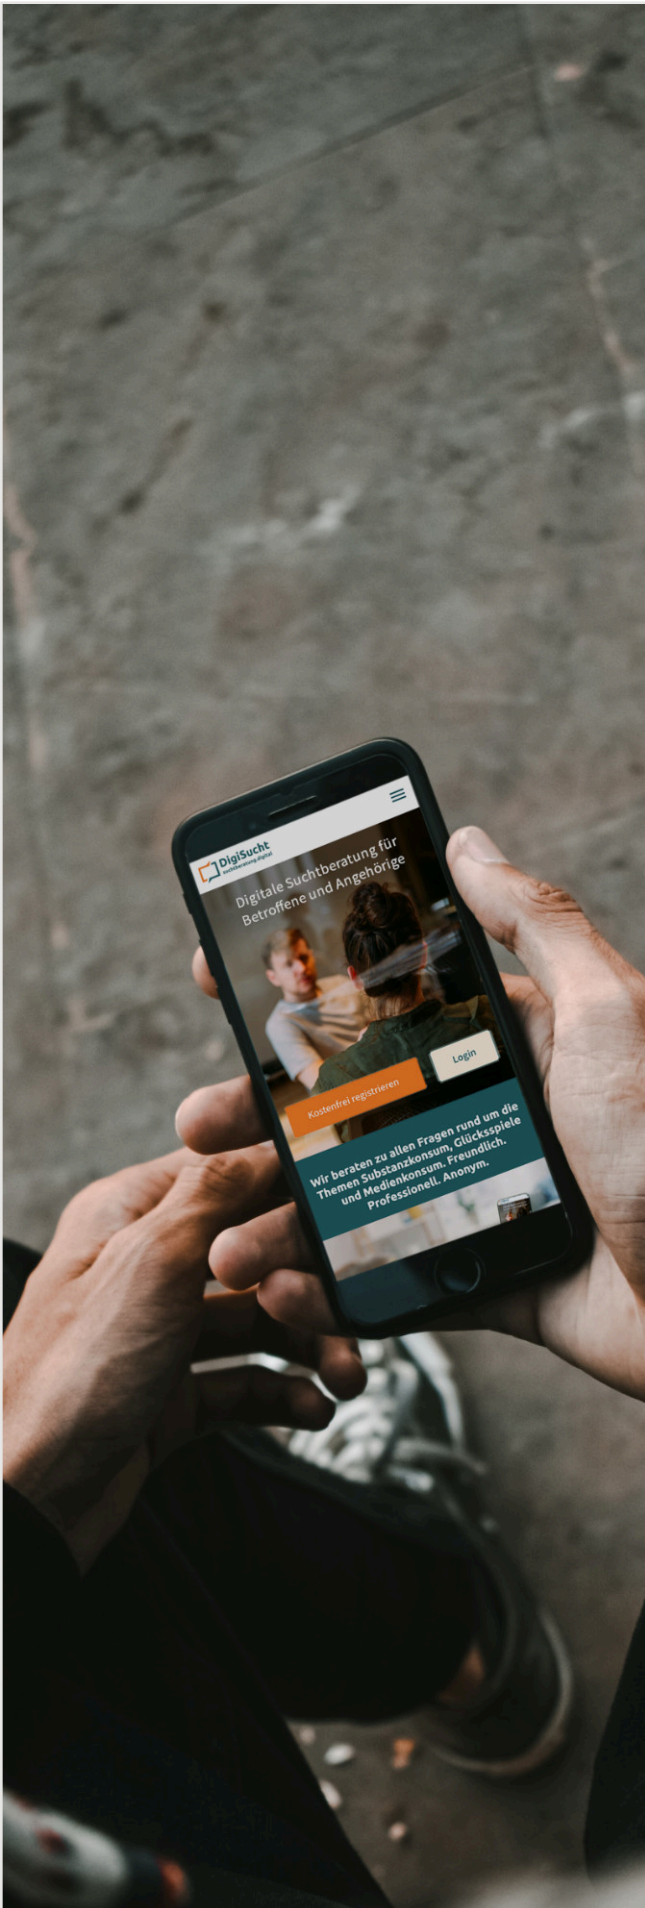 DigiSucht
suchtberatung.digital
Digitale Suchtberatung für
Betroffene und Angehörige
Kostenfrei registrieren
Login
Wir beraten zu allen Fragen rund um die
Themen Substanzkonsum, Glücksspiele
und Medienkonsum. Freundlich.
Professionell. Anonym.